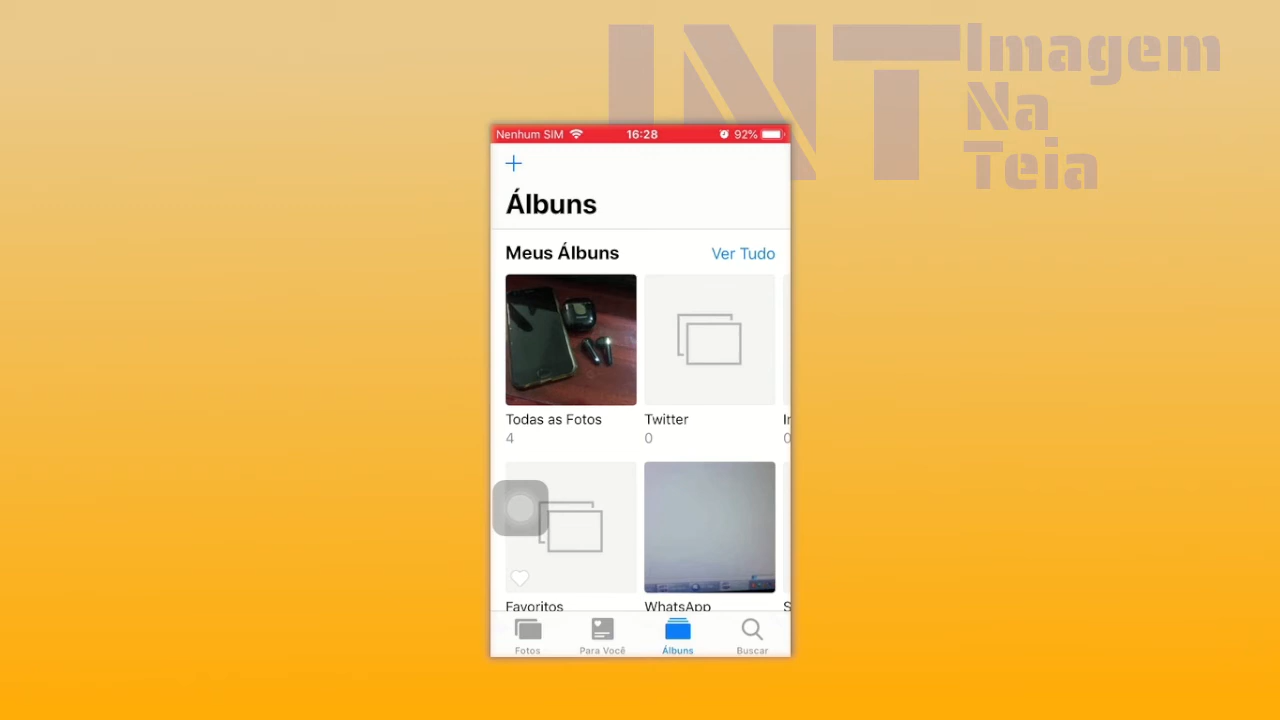 INT
Imagem
Na
Teia
Nenhum SIM 16:28 92%
Álbuns
Meus Álbuns Ver Tudo
Todas as Fotos Twitter
4 0
Favoritos WhatsApp
Fotos Para Você Álbuns Buscar